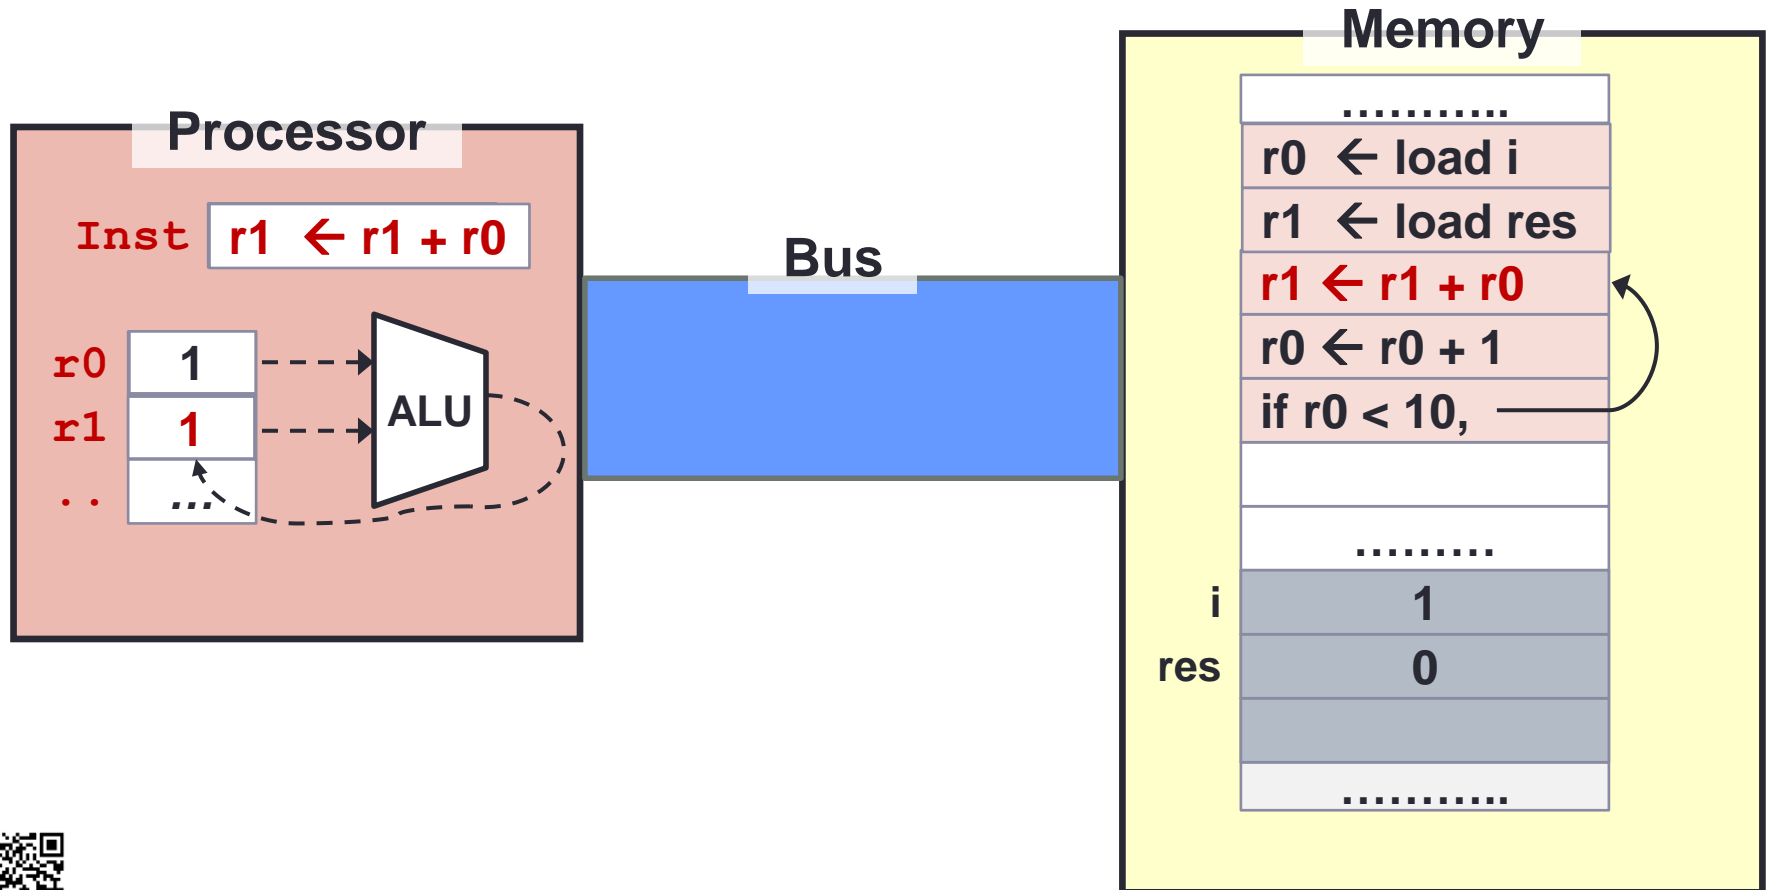 Processor
Inst r1 ← r1 + r0
r0 1
r1 1
.. ...
ALU
Bus
Memory
...........
r0 ← load i
r1 ← load res
r1 ← r1 + r0
r0 ← r0 + 1
if r0 < 10,
.........
i 1
res 0
...........